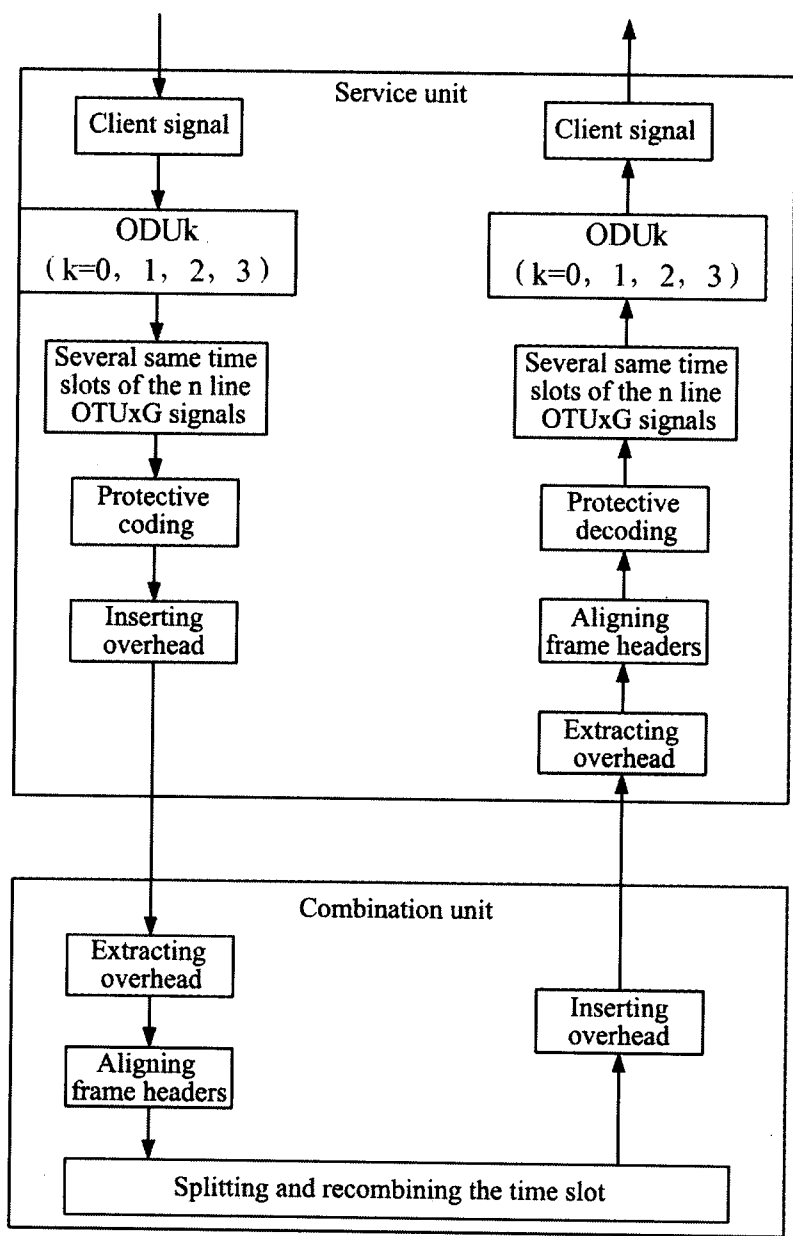 Service unit
Client signal
ODUk
(k=0, 1, 2, 3)
Several same time
slots of the n line
OTUxG signals
Protective
coding
Inserting
overhead
Client signal
ODUk
(k=0, 1, 2, 3)
Several same time
slots of the n line
OTUxG signals
Protective
decoding
Aligning
frame headers
Extracting
overhead
Combination unit
Extracting
overhead
Aligning
frame headers
Inserting
overhead
Splitting and recombining the time slot